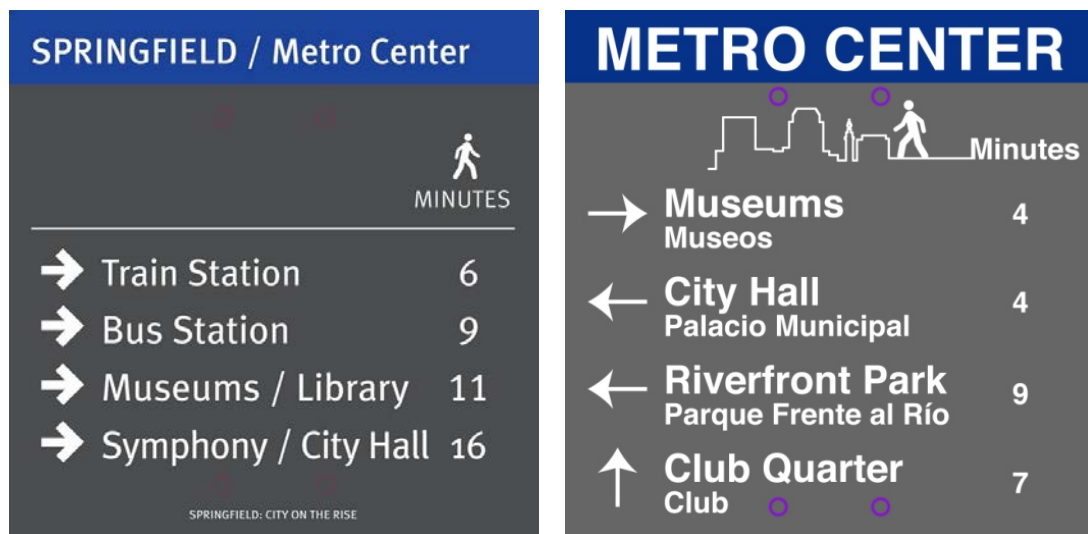 SPRINGFIELD / Metro Center
MINUTES
Train Station 6
Bus Station 9
Museums / Library 11
Symphony / City Hall 16
SPRINGFIELD: CITY ON THE RISE
METRO CENTER
Minutes
Museums 4
Museos
City Hall 4
Palacio Municipal
Riverfront Park 9
Parque Frente al Río
Club Quarter 7
Club